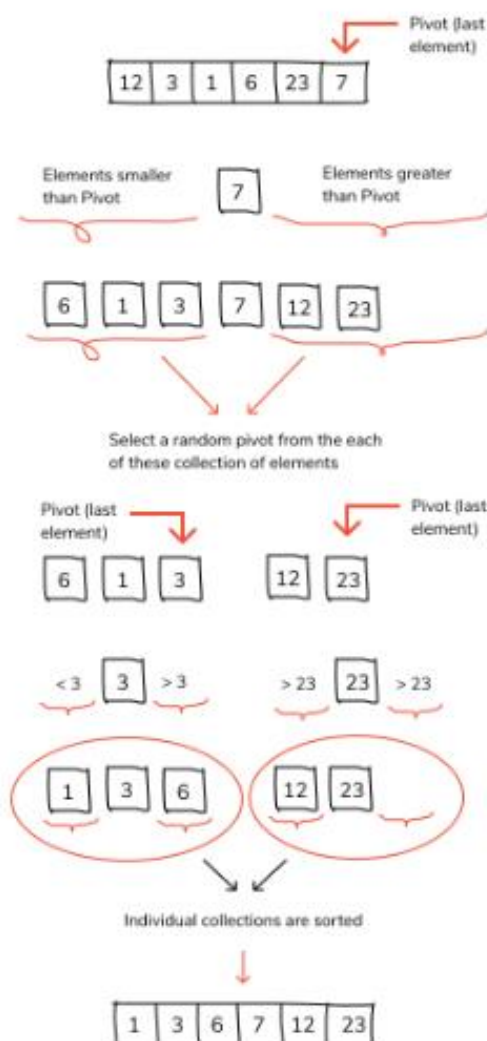 Pivot (last
element)
12 3 1 6 23 7
Elements smaller
than Pivot
7
Elements greater
than Pivot
6 1 3 7 12 23
Select a random pivot from the each
of these collection of elements
Pivot (last
element)
Pivot (last
element)
6 1 3 12 23
< 3 3 > 3 > 23 23 > 23
1 3 6 12 23
Individual collections are sorted
1 3 6 7 12 23